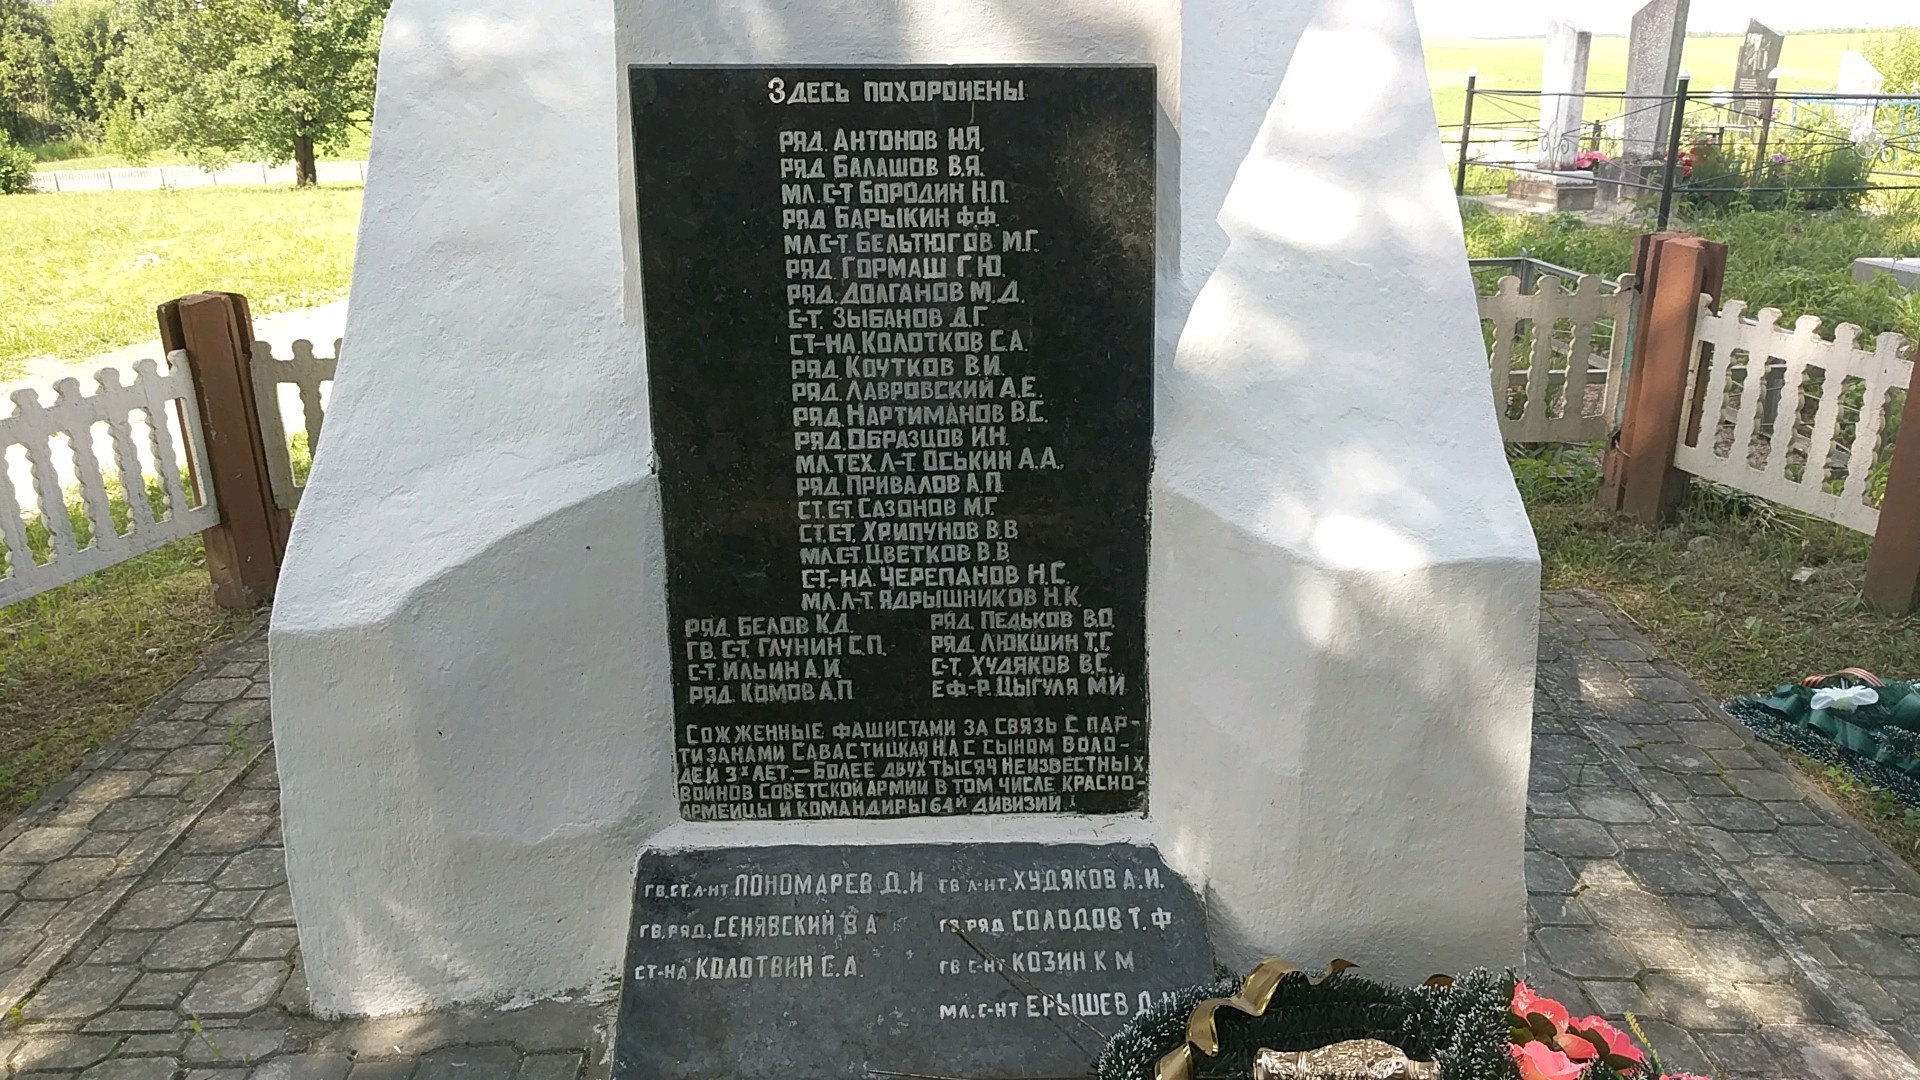 Здесь похоронены
ряд. Антонов Н.Я.
ряд Балашов В.Я.
мл. с-т Бородин Н.П.
ряд Барыкин Ф.Ф.
мл.с-т. Бельтюгов М.Г.
ряд. Гормаш Г.Ю.
ряд. Долганов М.Д.
с-т. Зыбанов Д.Г.
ст-на. Колотков С.А.
ряд. Коутков В.И.
ряд. Лавровский А.Е.
ряд. Нартиманов В.С.
ряд. Образцов И.Н.
мл.тех. л-т Оськин А.А.
ряд. Привалов А.П.
ст.с-т. Сазонов М.Г.
ст.с-т. Хрипунов В.В
мл.с-т. Цветков В.В
ст-на. Черепанов Н.С.
мл. л-т. Ядрышников Н.К.
ряд Белов К.Д. ряд. Педьков В.О.
гв. с-т. Глунин С.П. ряд. Люкшин Т.Г.
с-т Ильин А.И. с-т. Худяков В.С.
ряд. Комов А.П еф-р. Цыгуля М И
Сожженные фашистами за связь с пар-
тизанами Савастицкая Н.А с сыном Воло-
дей 3х лет.– Более двух тысяч неизвестных
воинов Советской Армии в том числе красно-
армейцы и командиры 64й дивизии.
гв. ст. л-нт Пономарев Д.Н гв л-нт. Худяков А.И.
гв. ряд. Сенявский В А гв. ряд Солодов Т. Ф
ст-на Колотвин С.А. гв с-нт Козин К М
мл. с-нт Ерышев Д.Н